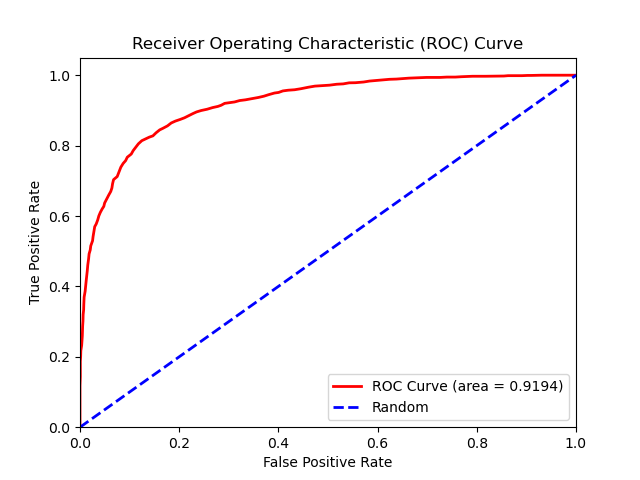 Receiver Operating Characteristic (ROC) Curve
True Positive Rate
1.0
0.8
0.6
0.4
0.2
0.0
ROC Curve (area = 0.9194)
Random
0.0 0.2 0.4 0.6 0.8 1.0
False Positive Rate